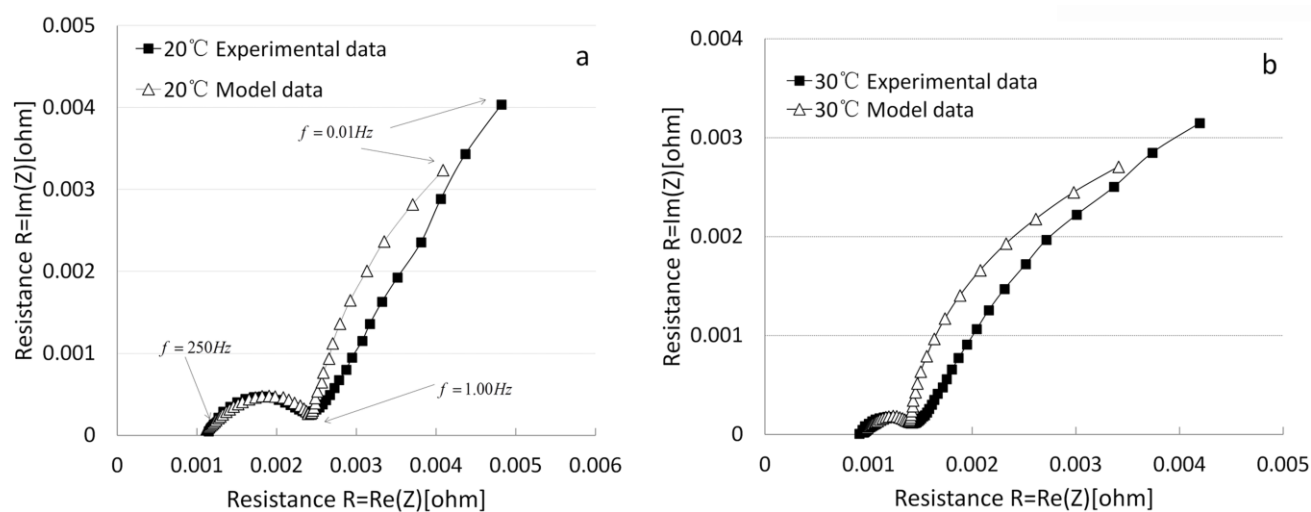 0.005
0.004
0.003
0.002
0.001
0
Resistance R=Im(Z)[ohm]
20℃ Experimental data
20℃ Model data
a
f = 0.01Hz
f = 250Hz
f = 1.00Hz
0 0.001 0.002 0.003 0.004 0.005 0.006
Resistance R=Re(Z)[ohm]
0.004
0.003
0.002
0.001
0
Resistance R=Im(Z)[ohm]
30℃ Experimental data
30℃ Model data
b
0 0.001 0.002 0.003 0.004 0.005
Resistance R=Re(Z)[ohm]